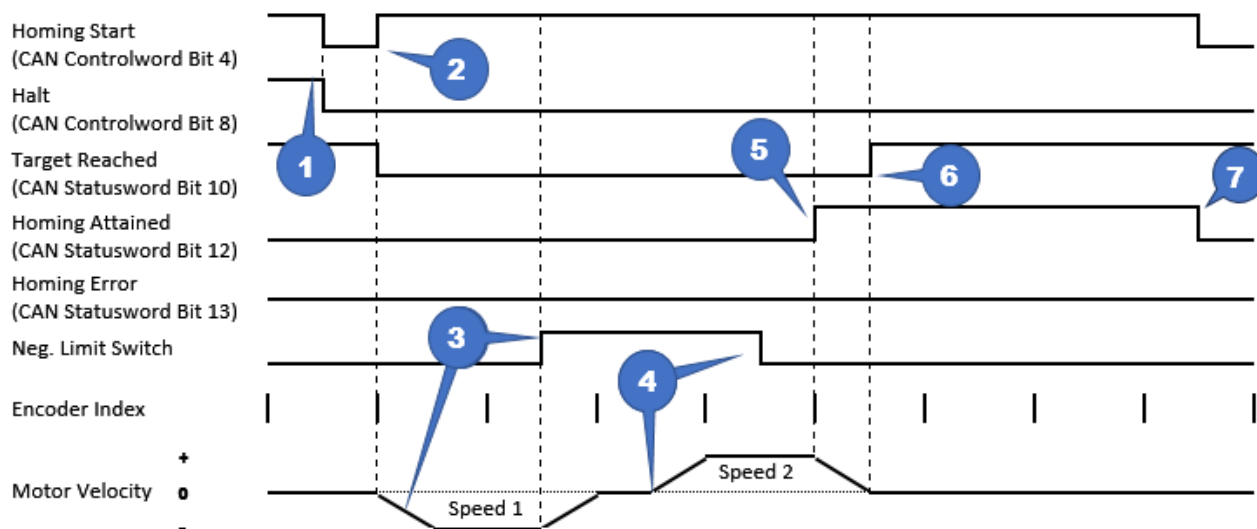 Homing Start
(CAN Controlword Bit 4)
2
Halt
(CAN Controlword Bit 8)
1
5
Target Reached
(CAN Statusword Bit 10)
6
7
Homing Attained
(CAN Statusword Bit 12)
Homing Error
(CAN Statusword Bit 13)
3
Neg. Limit Switch
4
Encoder Index
+
Motor Velocity 0
Speed 2
Speed 1
-